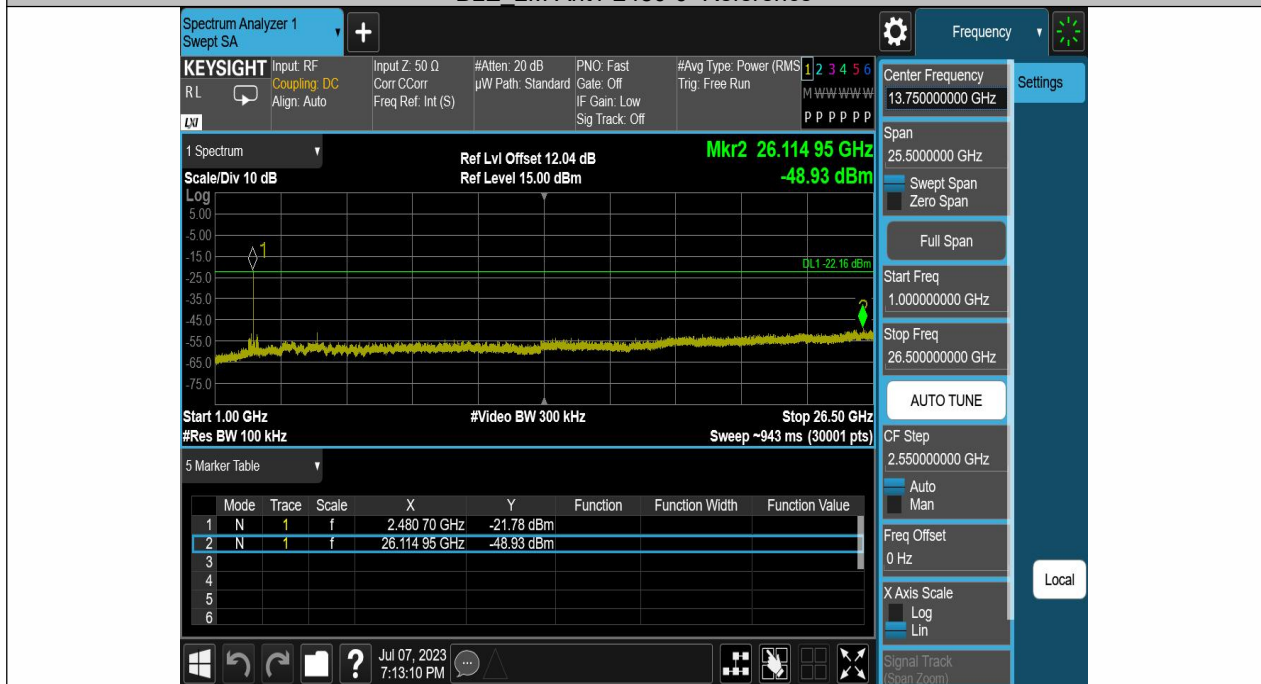 Spectrum Analyzer 1
Swept SA
+
Frequency
KEYSIGHT
RL
LXI
Input: RF
Coupling: DC
Align: Auto
Input Z: 50 Ω
Corr CCorr
Freq Ref: Int (S)
#Atten: 20 dB
µW Path: Standard
PNO: Fast
Gate: Off
IF Gain: Low
Sig Track: Off
#Avg Type: Power (RMS
Trig: Free Run
1 2 3 4 5 6
M W W W W W
P P P P P P
1 Spectrum
Scale/Div 10 dB
Ref Lvl Offset 12.04 dB
Ref Level 15.00 dBm
Mkr2 26.114 95 GHz
-48.93 dBm
Log
5.00
-5.00
-15.0
-25.0
-35.0
-45.0
-55.0
-65.0
-75.0
1
DL1 -22.16 dBm
2
Start 1.00 GHz
#Res BW 100 kHz
#Video BW 300 kHz
Stop 26.50 GHz
Sweep ~943 ms (30001 pts)
5 Marker Table
Mode Trace Scale X Y Function Function Width Function Value
1 N 1 f 2.480 70 GHz -21.78 dBm
2 N 1 f 26.114 95 GHz -48.93 dBm
3
4
5
6
Jul 07, 2023
7:13:10 PM
Center Frequency
13.750000000 GHz
Settings
Span
25.5000000 GHz
Swept Span
Zero Span
Full Span
Start Freq
1.000000000 GHz
Stop Freq
26.500000000 GHz
AUTO TUNE
CF Step
2.550000000 GHz
Auto
Man
Freq Offset
0 Hz
X Axis Scale
Log
Lin
Local
Signal Track
(Span Zoom)